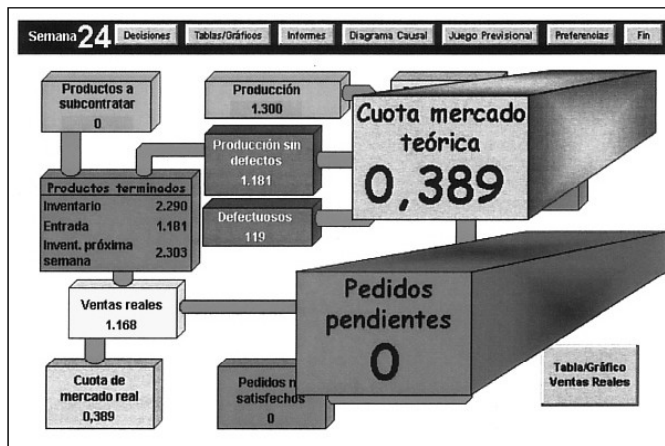 Semana 24
Decisiones
Tablas/Gráficos
Informes
Diagrama Causal
Juego Previsional
Preferencias
Fin
Productos a
subcontratar
0
Producción
1.300
Cuota mercado
teórica
0,389
Producción sin
defectos
1.181
Productos terminados
Inventario 2.290
Entrada 1.181
Invent. próxima
semana 2.303
Defectuosos
119
Pedidos
pendientes
0
Ventas reales
1.168
Cuota de
mercado real
0,389
Pedidos n
satisfechos
0
Tabla/Gráfico
Ventas Reales